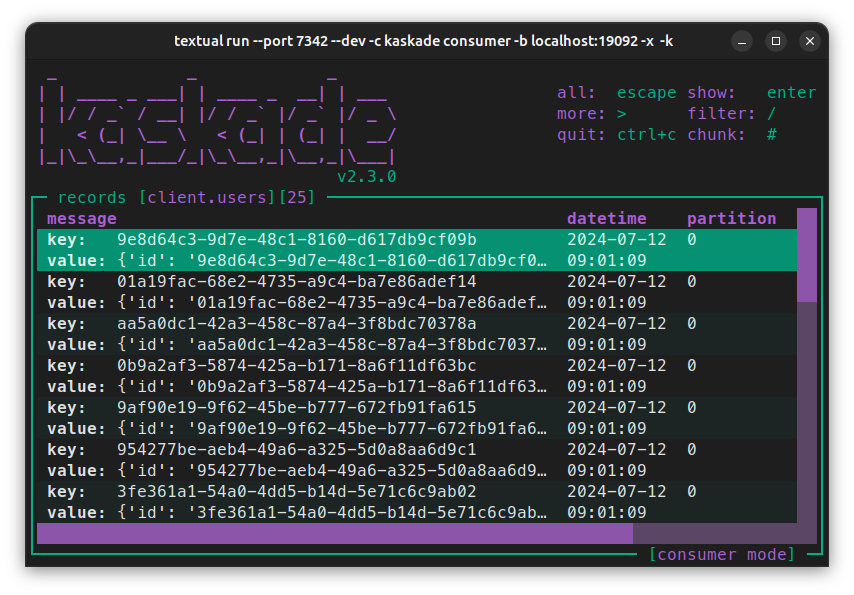 textual run --port 7342 --dev -c kaskade consumer -b localhost:19092 -x -k
kaskade
all: escape show: enter
more: > filter: /
quit: ctrl+c chunk: #
v2.3.0
records [client.users][25]
message datetime partition
key: 9e8d64c3-9d7e-48c1-8160-d617db9cf09b 2024-07-12 0
value: {'id': '9e8d64c3-9d7e-48c1-8160-d617db9cf0… 09:01:09
key: 01a19fac-68e2-4735-a9c4-ba7e86adef14 2024-07-12 0
value: {'id': '01a19fac-68e2-4735-a9c4-ba7e86adef… 09:01:09
key: aa5a0dc1-42a3-458c-87a4-3f8bdc70378a 2024-07-12 0
value: {'id': 'aa5a0dc1-42a3-458c-87a4-3f8bdc7037… 09:01:09
key: 0b9a2af3-5874-425a-b171-8a6f11df63bc 2024-07-12 0
value: {'id': '0b9a2af3-5874-425a-b171-8a6f11df63… 09:01:09
key: 9af90e19-9f62-45be-b777-672fb91fa615 2024-07-12 0
value: {'id': '9af90e19-9f62-45be-b777-672fb91fa6… 09:01:09
key: 954277be-aeb4-49a6-a325-5d0a8aa6d9c1 2024-07-12 0
value: {'id': '954277be-aeb4-49a6-a325-5d0a8aa6d9… 09:01:09
key: 3fe361a1-54a0-4dd5-b14d-5e71c6c9ab02 2024-07-12 0
value: {'id': '3fe361a1-54a0-4dd5-b14d-5e71c6c9ab… 09:01:09
[consumer mode]